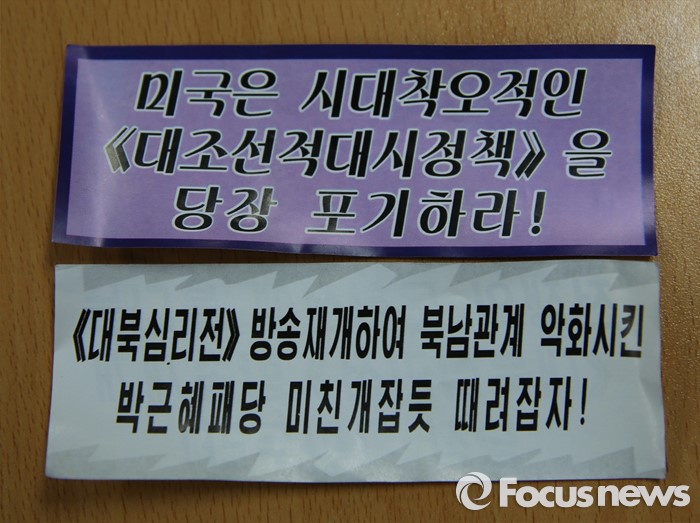 미국은 시대착오적인
《대조선적대시정책》을
당장 포기하라!
《대북심리전》방송재개하여 북남관계 악화시킨
박근혜패당 미친개잡듯 때려잡자!
Focusnews